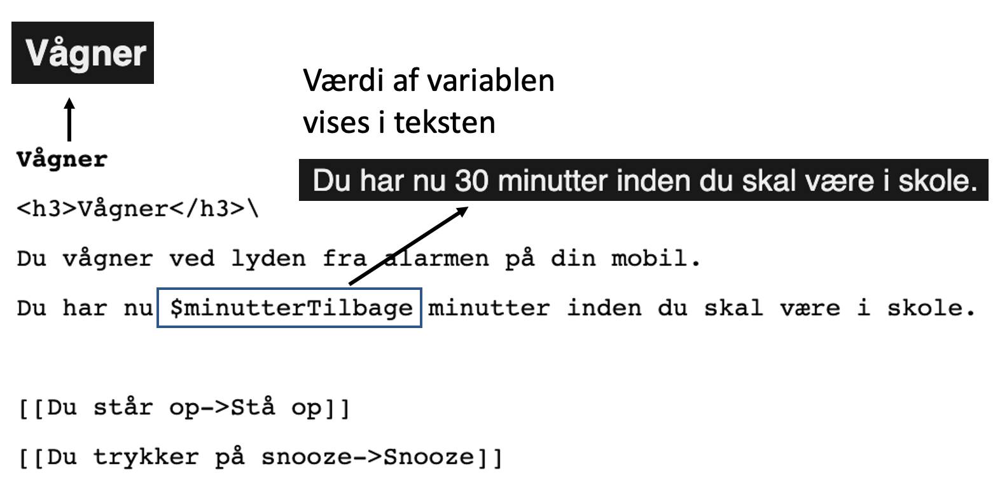 Vågner
Værdi af variablen
vises i teksten
Vågner
Du har nu 30 minutter inden du skal være i skole.
<h3>Vågner</h3>\
Du vågner ved lyden fra alarmen på din mobil.
Du har nu $minutterTilbage minutter inden du skal være i skole.
[[Du står op->Stå op]]
[[Du trykker på snooze->Snooze]]